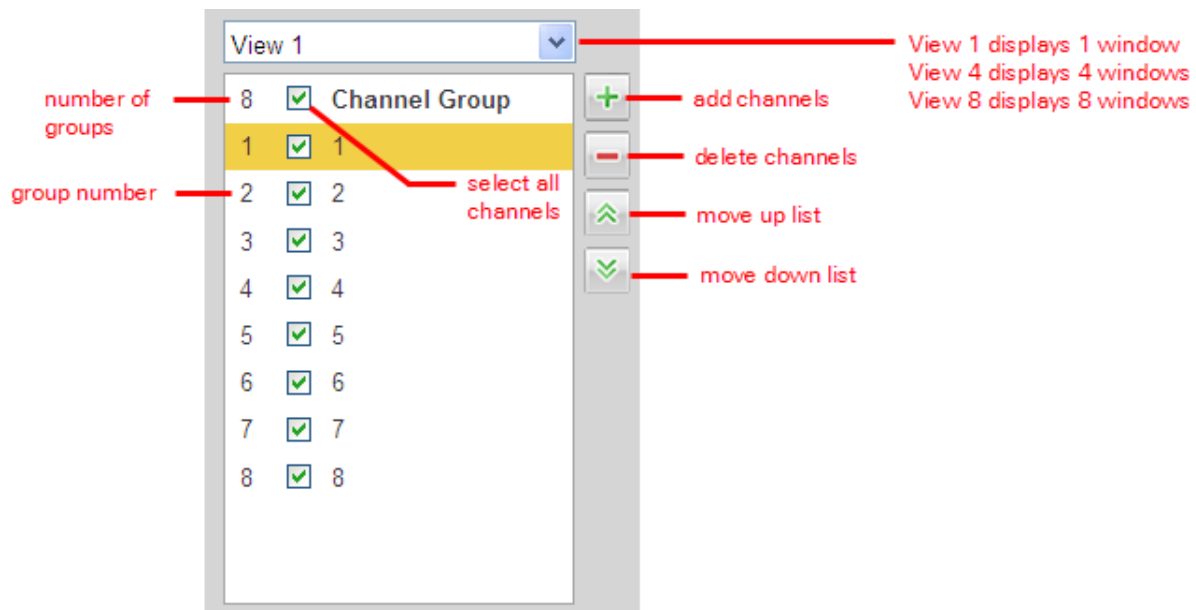 View 1
View 1 displays 1 window
View 4 displays 4 windows
View 8 displays 8 windows
number of
groups
8 Channel Group
add channels
1 1
delete channels
group number
2 2
select all
channels
move up list
3 3
move down list
4 4
5 5
6 6
7 7
8 8